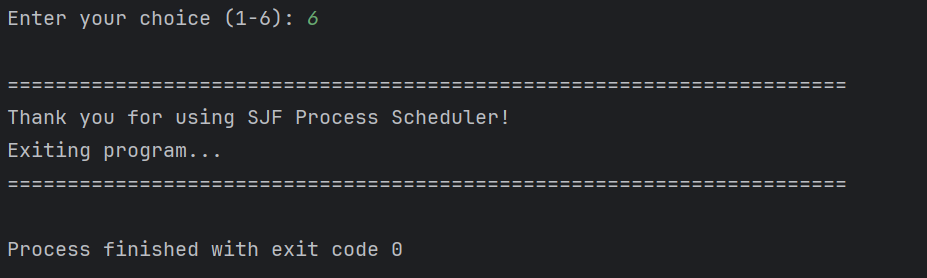 Enter your choice (1-6): 6
======================================================================
Thank you for using SJF Process Scheduler!
Exiting program...
======================================================================
Process finished with exit code 0